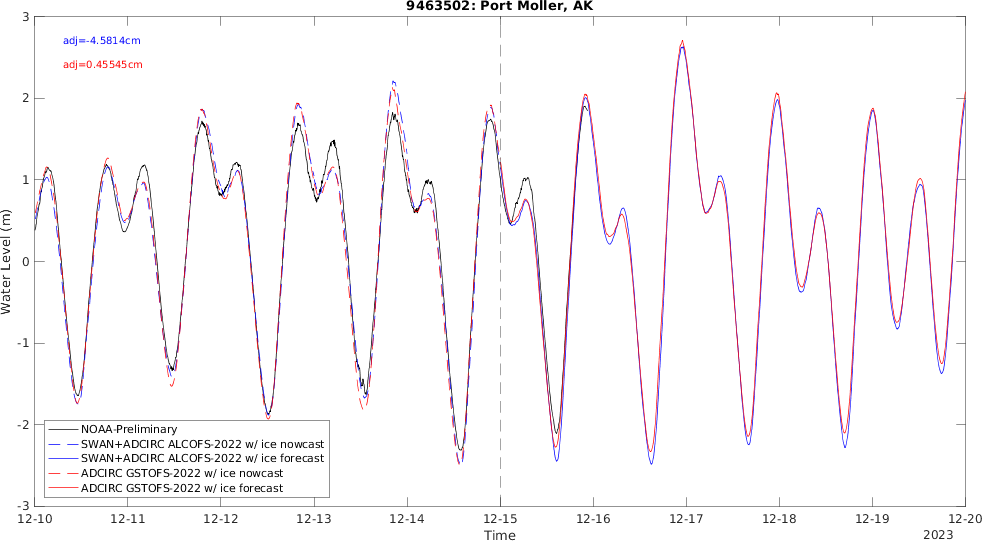 9463502: Port Moller, AK
adj=-4.5814cm
adj=0.45545cm
Water Level (m)
3
2
1
0
-1
-2
-3
NOAA-Preliminary
SWAN+ADCIRC ALCOFS-2022 w/ ice nowcast
SWAN+ADCIRC ALCOFS-2022 w/ ice forecast
ADCIRC GSTOFS-2022 w/ ice nowcast
ADCIRC GSTOFS-2022 w/ ice forecast
12-10 12-11 12-12 12-13 12-14 12-15 12-16 12-17 12-18 12-19 12-20
Time
2023